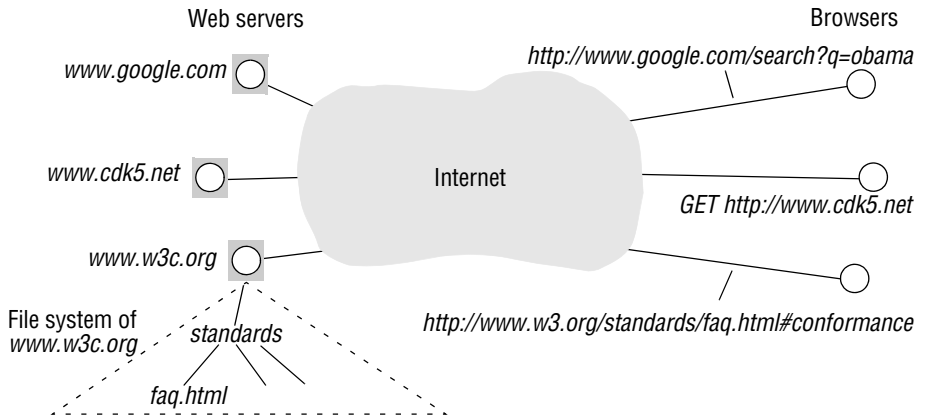 Web servers
Browsers
http://www.google.com/search?q=obama
www.google.com
www.cdk5.net
Internet
GET http://www.cdk5.net
www.w3c.org
File system of
www.w3c.org
standards
http://www.w3.org/standards/faq.html#conformance
faq.html